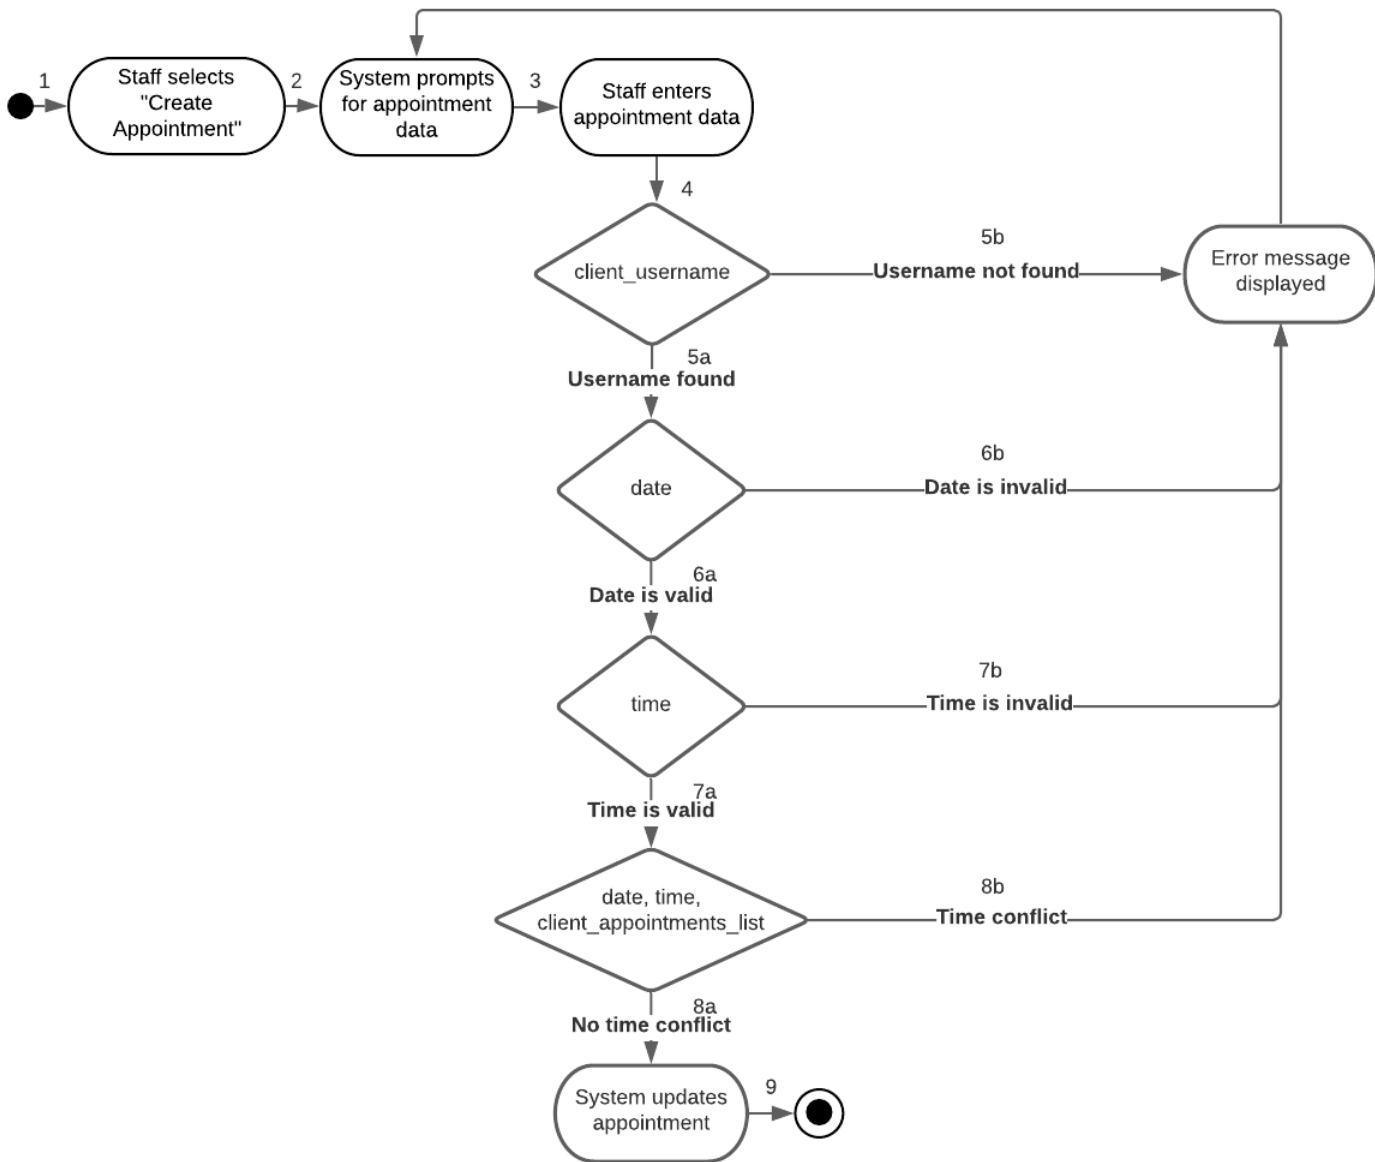 1
Staff selects
"Create
Appointment"
2
System prompts
for appointment
data
3
Staff enters
appointment data
4
client_username
5b
Username not found
Error message
displayed
5a
Username found
date
6b
Date is invalid
6a
Date is valid
time
7b
Time is invalid
7a
Time is valid
date, time,
client_appointments_list
8b
Time conflict
8a
No time conflict
System updates
appointment
9